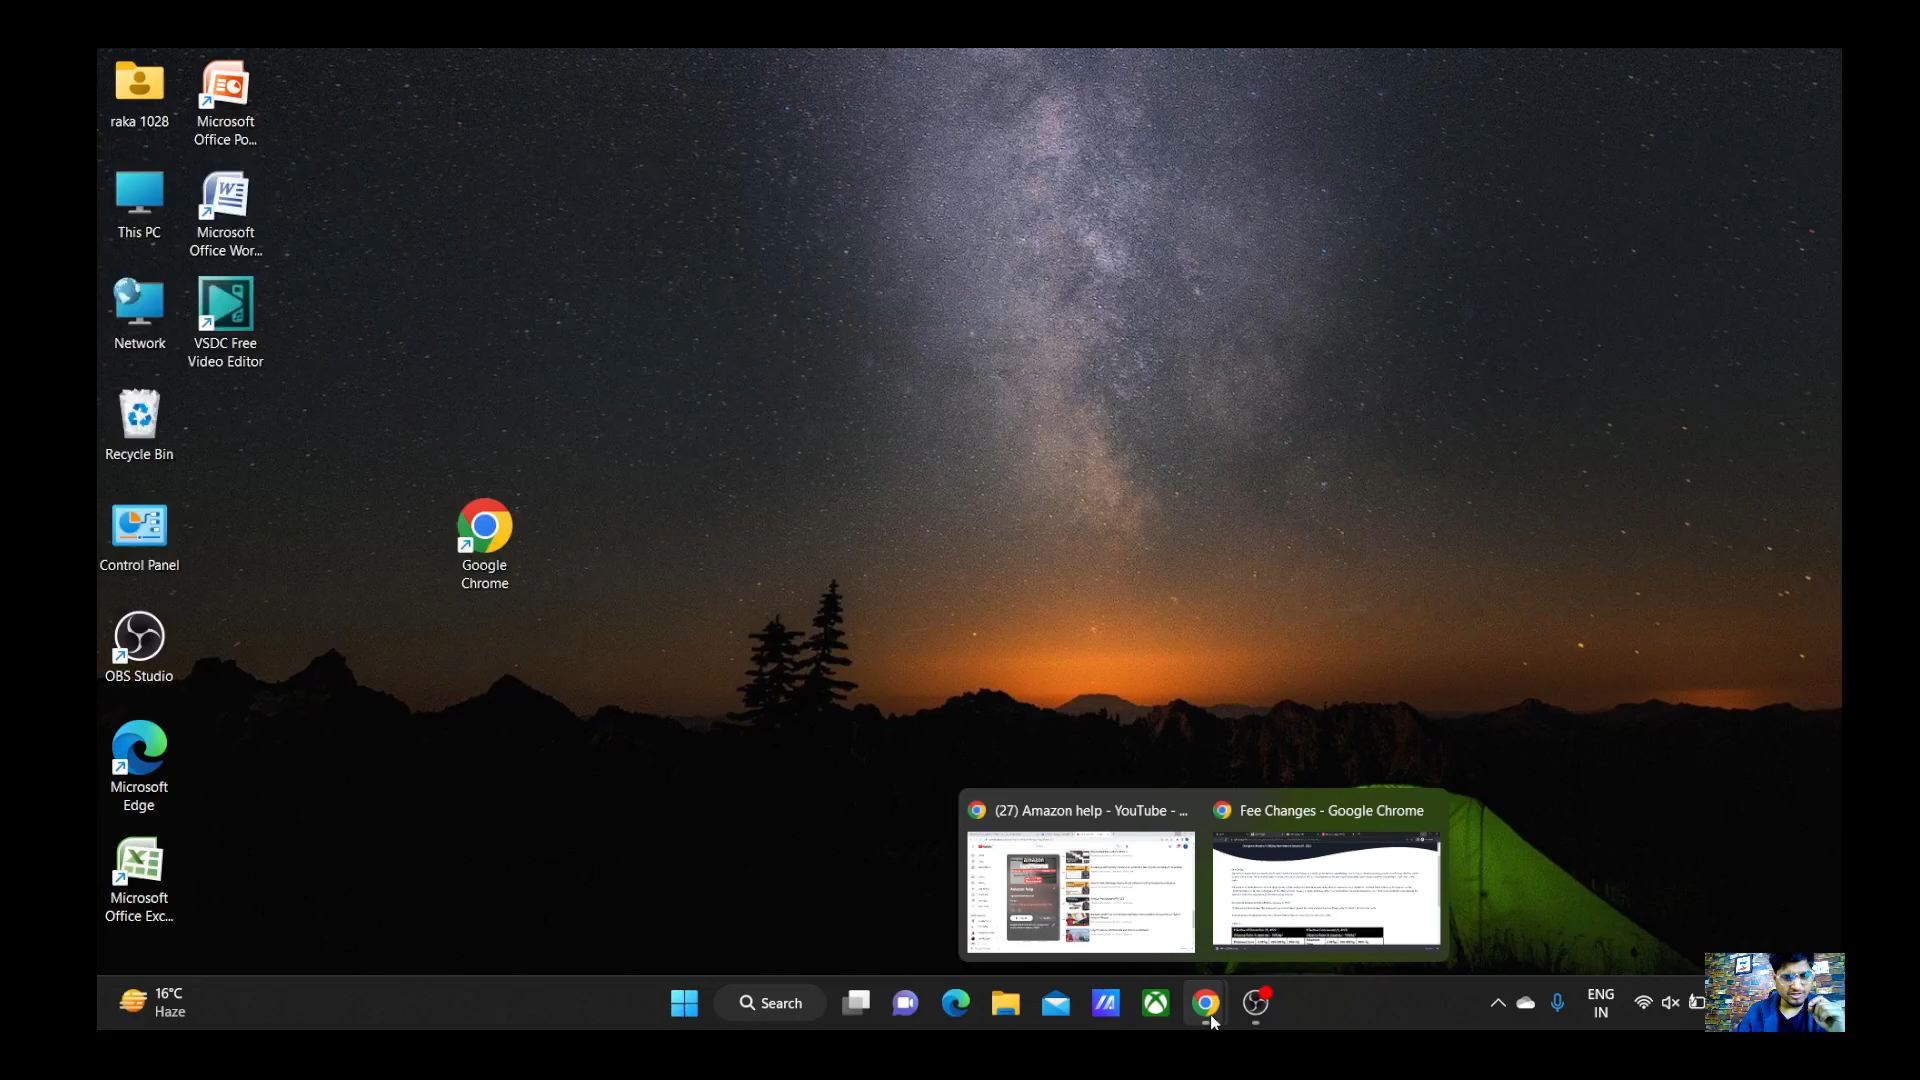 raka 1028
Microsoft
Office Po...
This PC
Microsoft
Office Wor...
Network
VSDC Free
Video Editor
Recycle Bin
Control Panel
Google
Chrome
OBS Studio
Microsoft
Edge
Microsoft
Office Exc...
(27) Amazon help - YouTube - ...
Fee Changes - Google Chrome
16°C
Haze
Search
ENG
IN